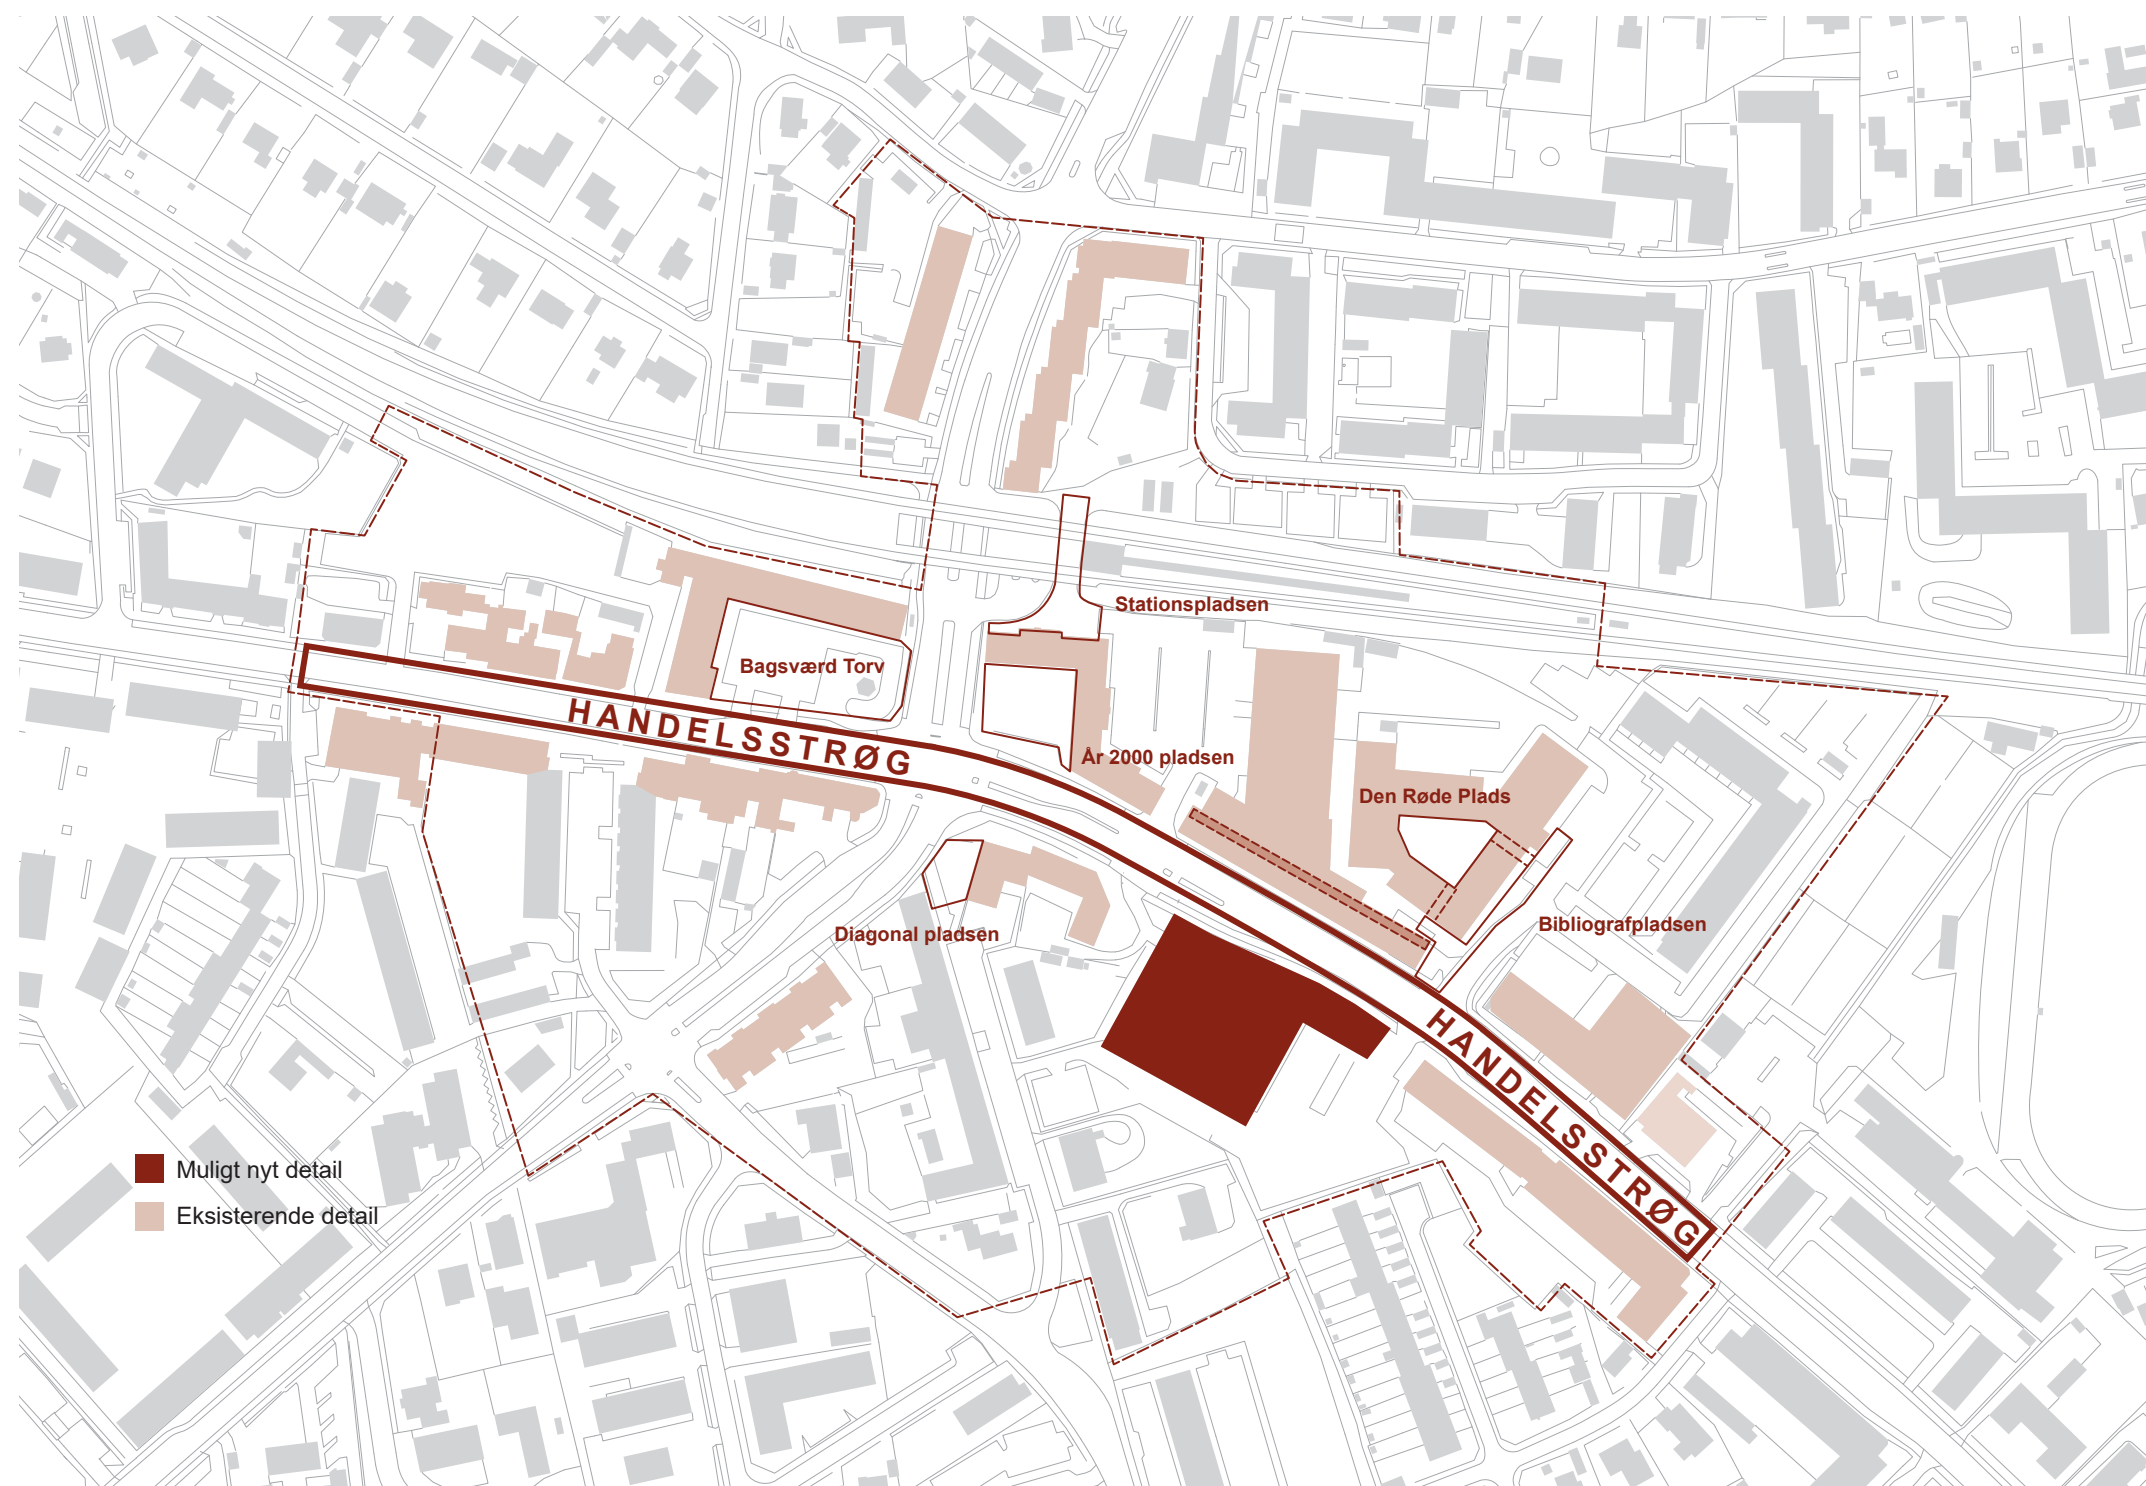 Stationspladsen
Bagsværd Torv
HANDELSSTRØG
År 2000 pladsen
Den Røde Plads
Bibliografpladsen
Diagonal pladsen
HANDELSSTRØG
Muligt nyt detail
Eksisterende detail